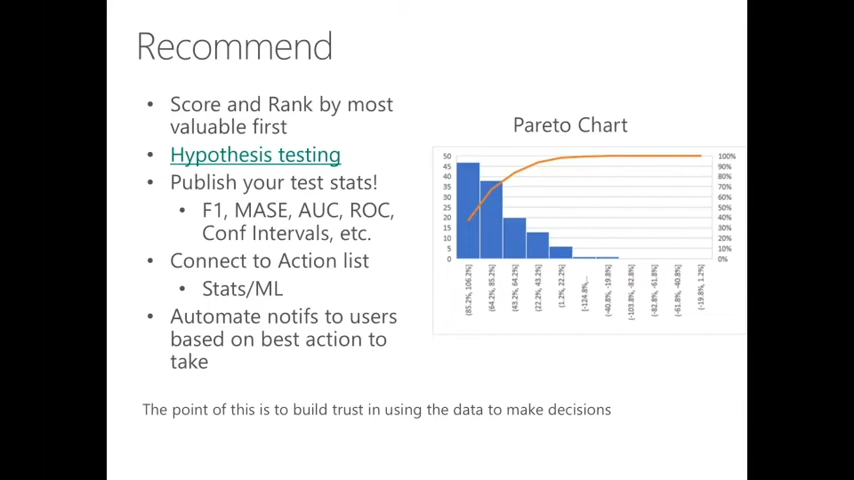 Recommend
• Score and Rank by most
valuable first
• Hypothesis testing
• Publish your test stats!
• F1, MASE, AUC, ROC,
Conf Intervals, etc.
• Connect to Action list
• Stats/ML
• Automate notifs to users
based on best action to
take
Pareto Chart
50
45
40
35
30
25
20
15
10
5
0
100%
90%
80%
70%
60%
50%
40%
30%
20%
10%
0%
(85.2%, 106.2%]
(64.2%, 85.2%]
(43.2%, 64.2%]
(22.2%, 43.2%]
(1.2%, 22.2%]
[-124.8%,...
(-40.8%, -19.8%]
(-103.8%, -82.8%]
(-82.8%, -61.8%]
(-61.8%, -40.8%]
(-19.8%, 1.2%]
The point of this is to build trust in using the data to make decisions